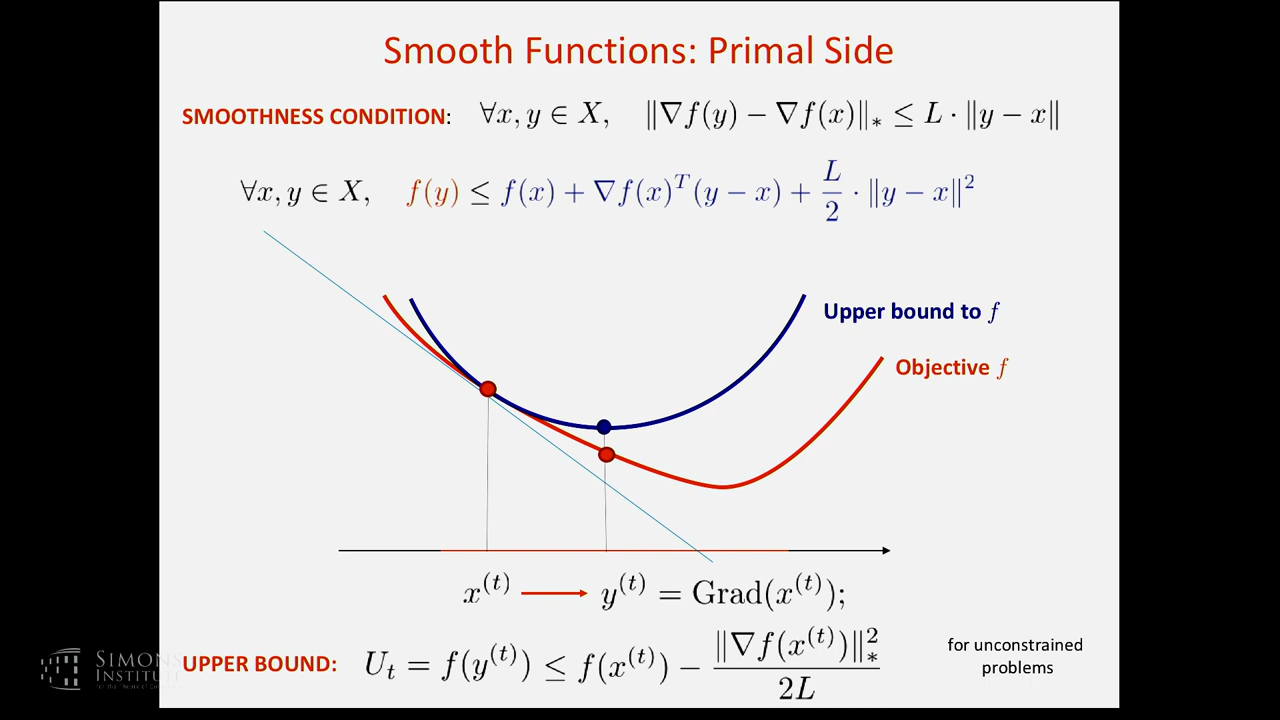 Smooth Functions: Primal Side
SMOOTHNESS CONDITION: ∀x, y ∈ X, ‖∇f(y) − ∇f(x)‖_* ≤ L · ‖y − x‖
∀x, y ∈ X, f(y) ≤ f(x) + ∇f(x)^T(y − x) + L/2 · ‖y − x‖^2
Upper bound to f
Objective f
x^(t) → y^(t) = Grad(x^(t));
UPPER BOUND: U_t = f(y^(t)) ≤ f(x^(t)) − ‖∇f(x^(t))‖_*^2 / 2L
for unconstrained
problems
SIMONS
INSTITUTE